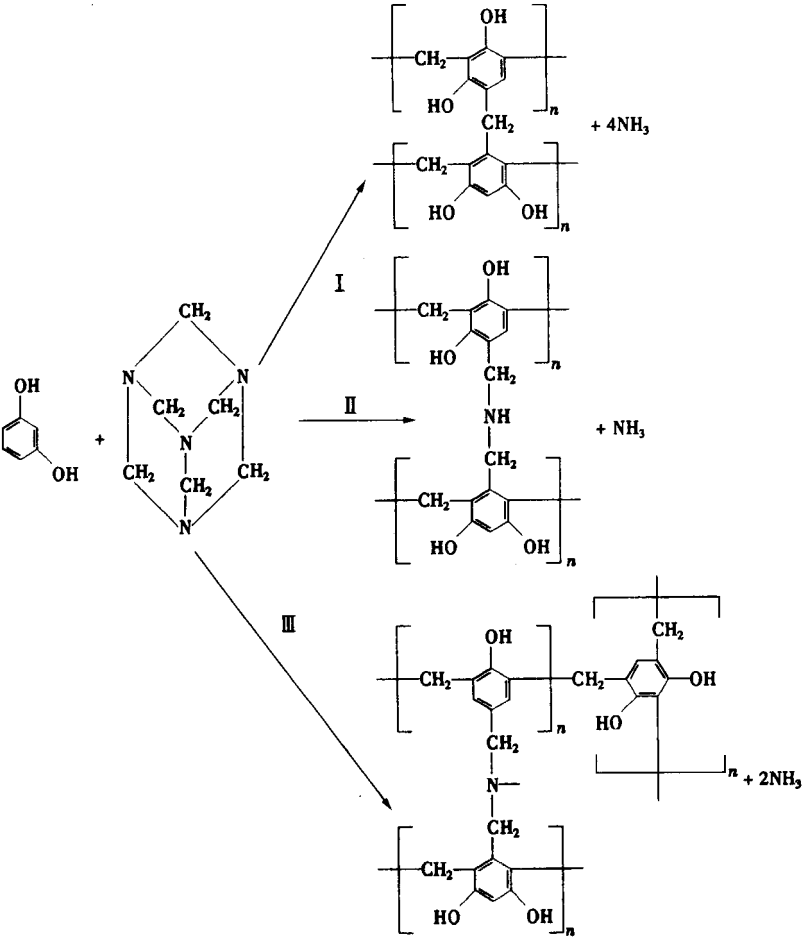 OH
CH₂
HO
n
CH₂
+ 4NH₃
CH₂
HO
OH
n
Ⅰ
OH
CH₂
HO
n
CH₂
NH
+ NH₃
CH₂
CH₂
HO
OH
n
Ⅱ
OH
OH
+
CH₂
N
N
CH₂
CH₂
N
CH₂
CH₂
CH₂
N
Ⅲ
OH
CH₂
n
CH₂
CH₂
OH
HO
n
+ 2NH₃
CH₂
N
CH₂
CH₂
HO
OH
n